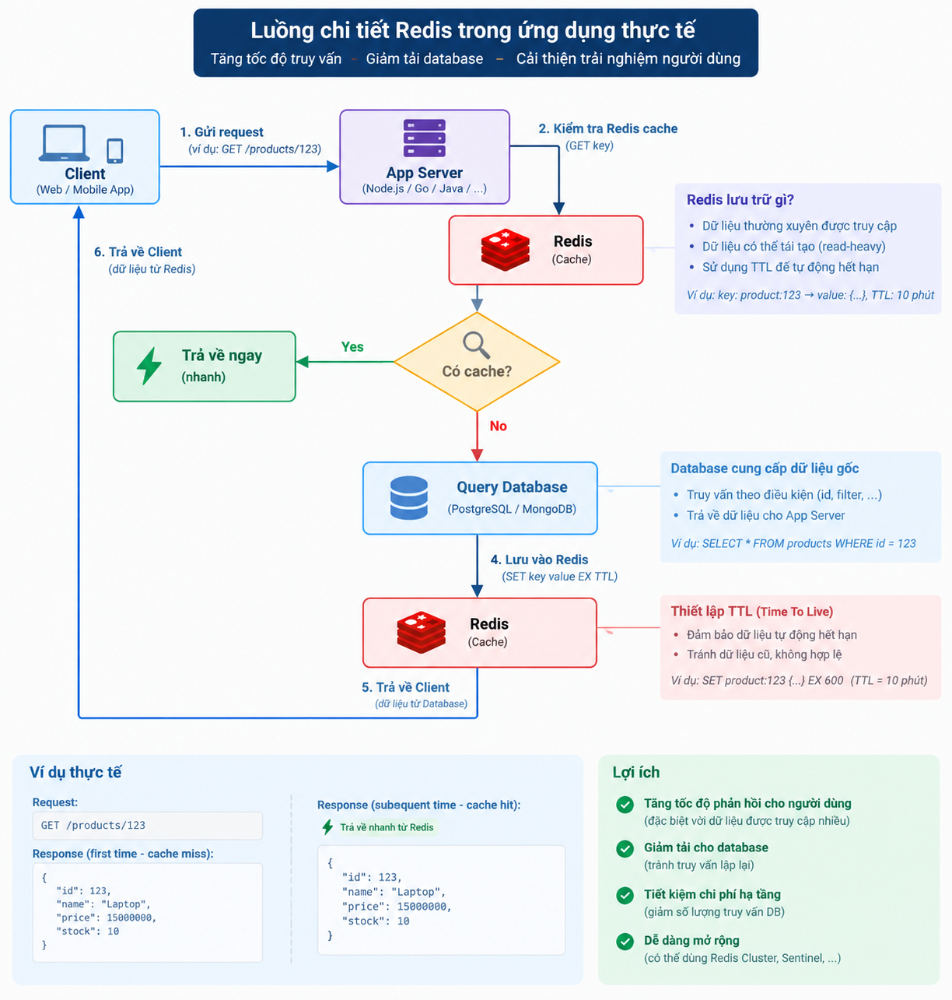 Luồng chi tiết Redis trong ứng dụng thực tế
Tăng tốc độ truy vấn - Giảm tải database – Cải thiện trải nghiệm người dùng
Client
(Web / Mobile App)
1. Gửi request
(ví dụ: GET /products/123)
App Server
(Node.js / Go / Java / ...)
2. Kiểm tra Redis cache
(GET key)
Redis
(Cache)
Redis lưu trữ gì?
• Dữ liệu thường xuyên được truy cập
• Dữ liệu có thể tái tạo (read-heavy)
• Sử dụng TTL để tự động hết hạn
Ví dụ: key: product:123 → value: {...}, TTL: 10 phút
6. Trả về Client
(dữ liệu từ Redis)
Trả về ngay
(nhanh)
Yes
Có cache?
No
Query Database
(PostgreSQL / MongoDB)
Database cung cấp dữ liệu gốc
• Truy vấn theo điều kiện (id, filter, ...)
• Trả về dữ liệu cho App Server
Ví dụ: SELECT * FROM products WHERE id = 123
4. Lưu vào Redis
(SET key value EX TTL)
Redis
(Cache)
Thiết lập TTL (Time To Live)
• Đảm bảo dữ liệu tự động hết hạn
• Tránh dữ liệu cũ, không hợp lệ
Ví dụ: SET product:123 {...} EX 600 (TTL = 10 phút)
5. Trả về Client
(dữ liệu từ Database)
Ví dụ thực tế
Request:
GET /products/123
Response (first time - cache miss):
{
"id": 123,
"name": "Laptop",
"price": 15000000,
"stock": 10
}
Response (subsequent time - cache hit):
Trả về nhanh từ Redis
{
"id": 123,
"name": "Laptop",
"price": 15000000,
"stock": 10
}
Lợi ích
Tăng tốc độ phản hồi cho người dùng
(đặc biệt vời dữ liệu được truy cập nhiều)
Giảm tải cho database
(trành truy vấn lập lại)
Tiết kiệm chi phí hạ tầng
(giảm số lượng truy vấn DB)
Dễ dàng mở rộng
(có thể dùng Redis Cluster, Sentinel, ...)